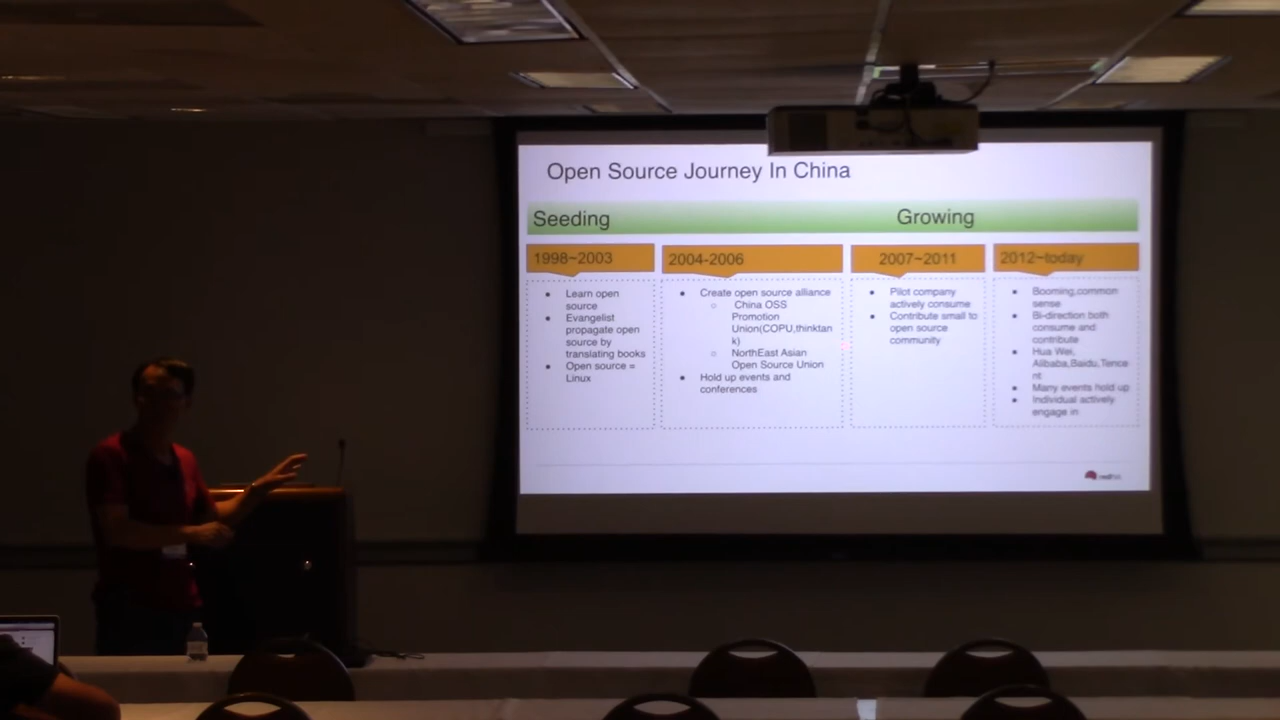 Open Source Journey In China
Seeding
Growing
1998~2003
2004-2006
2007~2011
2012~today
Learn open
source
Evangelist
propagate open
source by
translating books
Open source =
Linux
Create open source alliance
China OSS
Promotion
Union(COPU,thinktan
k)
NorthEast Asian
Open Source Union
Hold up events and
conferences
Pilot company
actively consume
Contribute small to
open source
community
Booming,common
sense
Bi-direction both
consume and
contribute
Hua Wei,
Alibaba,Baidu,Tence
nt
Many events hold up
Individual actively
engage in
redhat